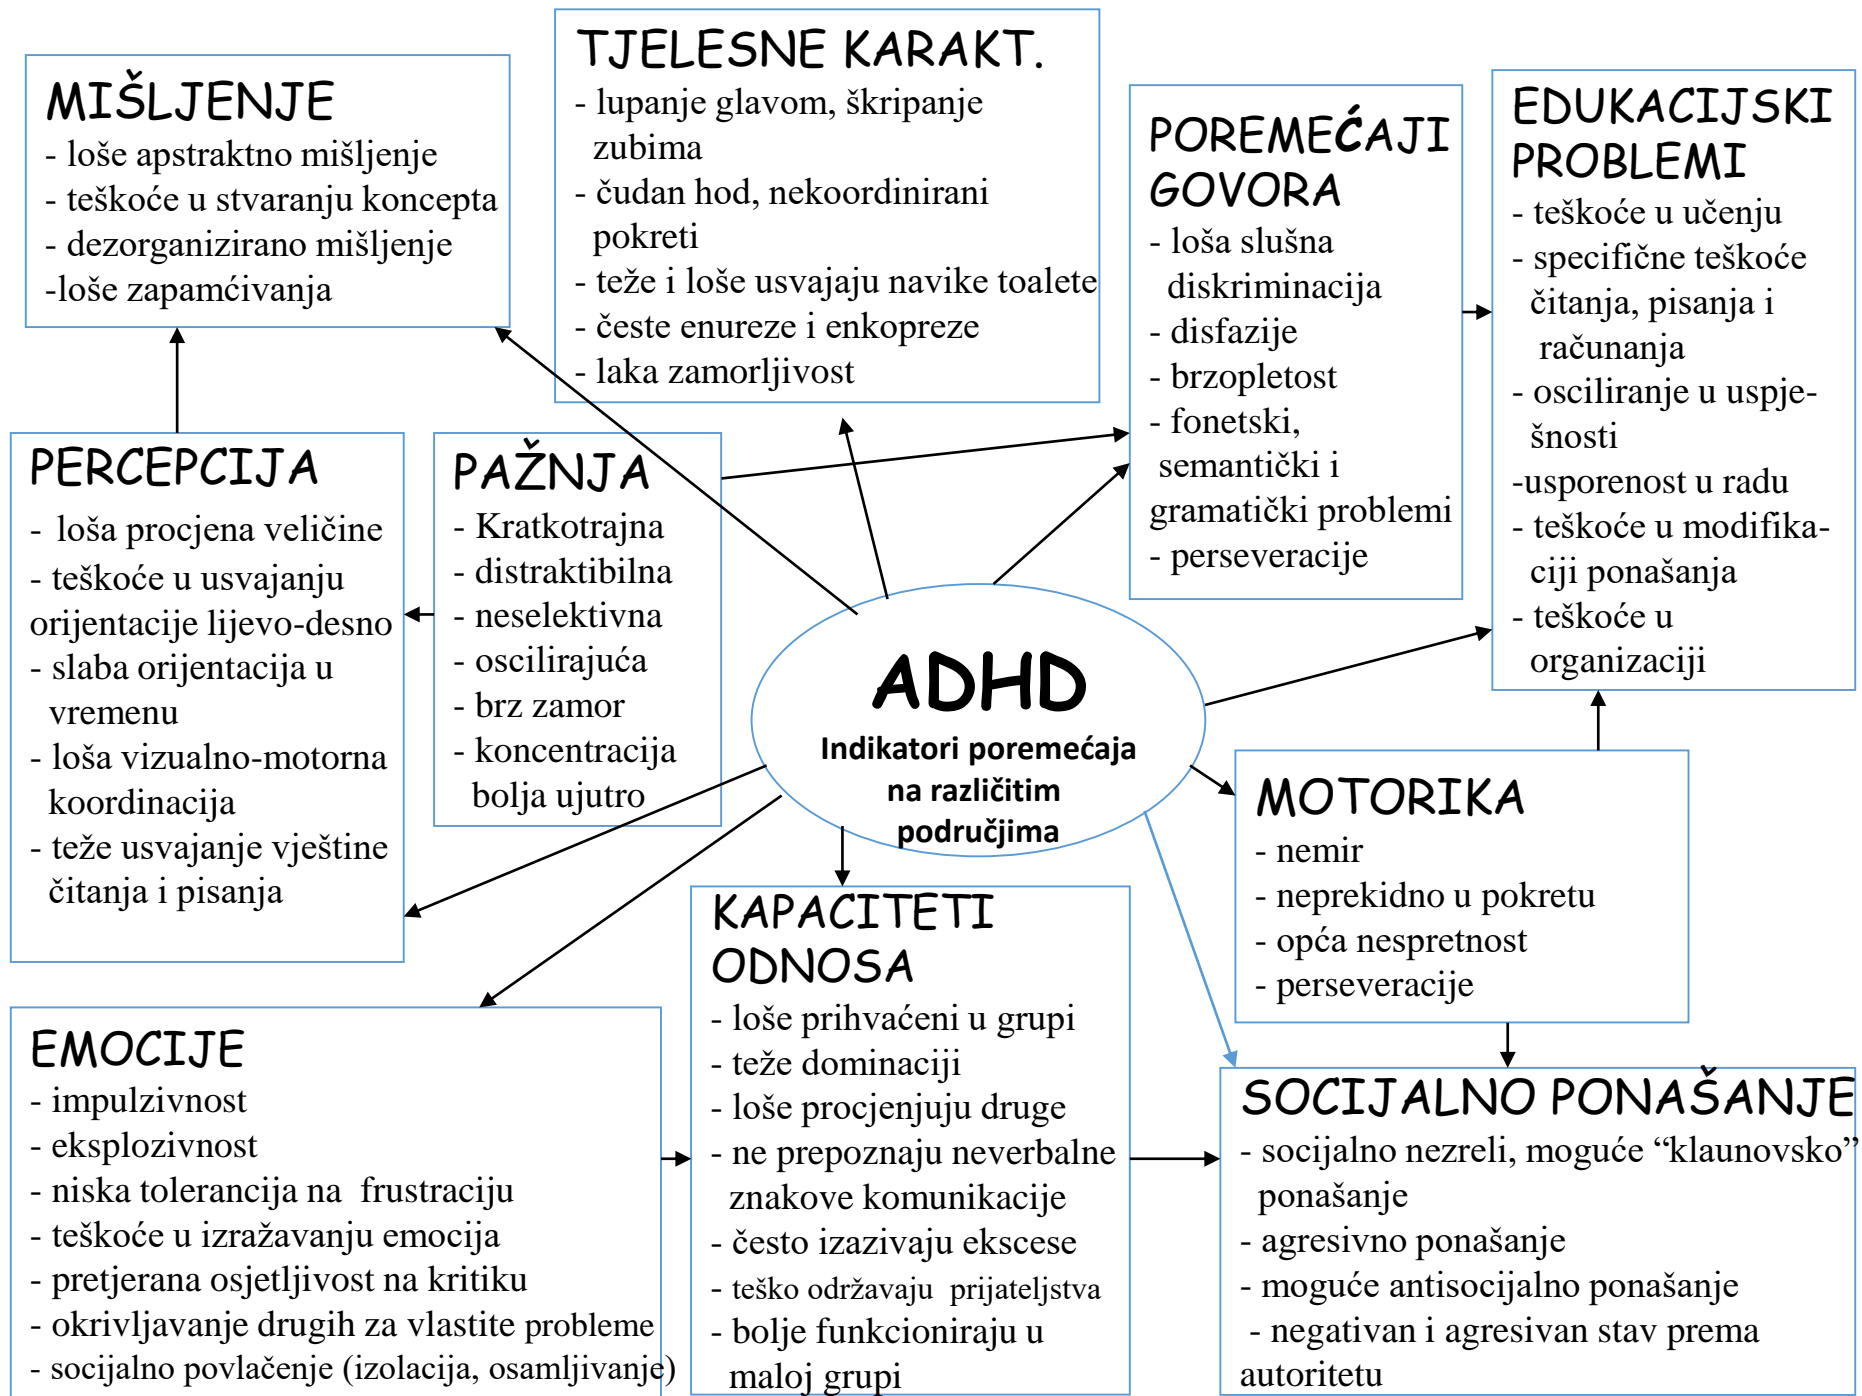 MIŠLJENJE
- loše apstraktno mišljenje
- teškoće u stvaranju koncepta
- dezorganizirano mišljenje
-loše zapamćivanja
TJELESNE KARAKT.
- lupanje glavom, škripanje
zubima
- čudan hod, nekoordinirani
pokreti
- teže i loše usvajaju navike toalete
- česte enureze i enkopreze
- laka zamorljivost
POREMEĆAJI
GOVORA
- loša slušna
diskriminacija
- disfazije
- brzopletost
- fonetski,
semantički i
gramatički problemi
- perseveracije
EDUKACIJSKI
PROBLEMI
- teškoće u učenju
- specifične teškoće
čitanja, pisanja i
računanja
- osciliranje u uspje-
šnosti
-usporenost u radu
- teškoće u modifika-
ciji ponašanja
- teškoće u
organizaciji
PERCEPCIJA
- loša procjena veličine
- teškoće u usvajanju
orijentacije lijevo-desno
- slaba orijentacija u
vremenu
- loša vizualno-motorna
koordinacija
- teže usvajanje vještine
čitanja i pisanja
PAŽNJA
- Kratkotrajna
- distraktibilna
- neselektivna
- oscilirajuća
- brz zamor
- koncentracija
bolja ujutro
ADHD
Indikatori poremećaja
na različitim
područjima
MOTORIKA
- nemir
- neprekidno u pokretu
- opća nespretnost
- perseveracije
EMOCIJE
- impulzivnost
- eksplozivnost
- niska tolerancija na frustraciju
- teškoće u izražavanju emocija
- pretjerana osjetljivost na kritiku
- okrivljavanje drugih za vlastite probleme
- socijalno povlačenje (izolacija, osamljivanje)
KAPACITETI
ODNOSA
- loše prihvaćeni u grupi
- teže dominaciji
- loše procjenjuju druge
- ne prepoznaju neverbalne
znakove komunikacije
- često izazivaju ekscese
- teško održavaju prijateljstva
- bolje funkcioniraju u
maloj grupi
SOCIJALNO PONAŠANJE
- socijalno nezreli, moguće “klaunovsko”
ponašanje
- agresivno ponašanje
- moguće antisocijalno ponašanje
- negativan i agresivan stav prema
autoritetu